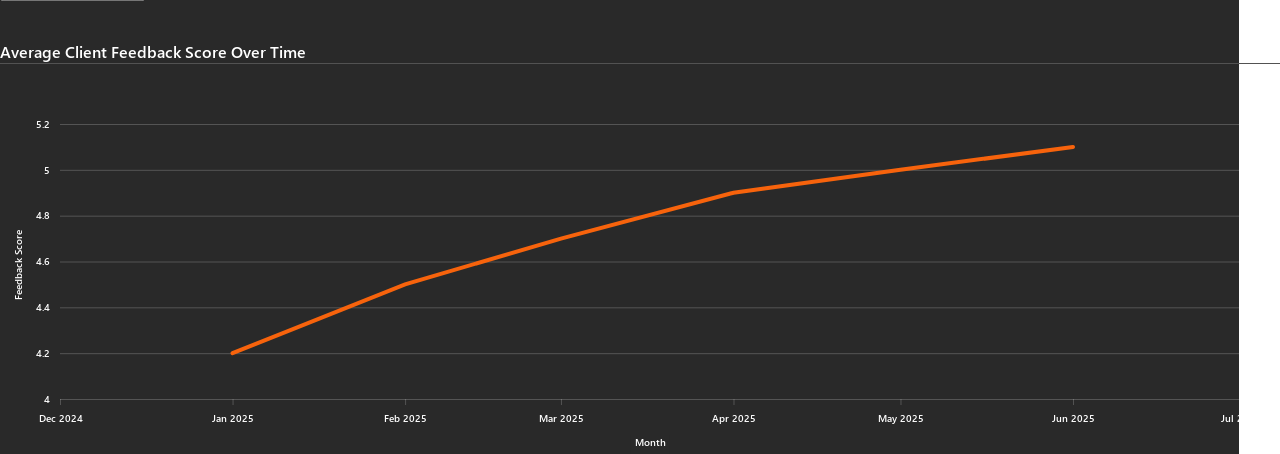 Average Client Feedback Score Over Time
5.2
5
4.8
4.6
4.4
4.2
4
Feedback Score
Dec 2024 Jan 2025 Feb 2025 Mar 2025 Apr 2025 May 2025 Jun 2025 Jul
Month